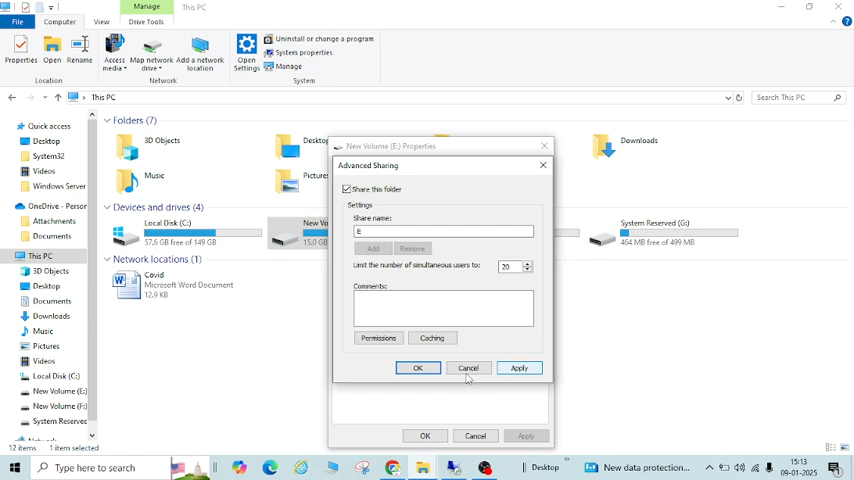 Manage
This PC
File
Computer
View
Drive Tools
Properties
Open
Rename
Access media
Map network drive
Add a network location
Open Settings
Uninstall or change a program
System properties
Manage
Location
Network
System
This PC
Search This PC
Quick access
Desktop
System32
Videos
Windows Server
OneDrive - Person
Attachments
Documents
This PC
3D Objects
Desktop
Documents
Downloads
Music
Pictures
Videos
Local Disk (C:)
New Volume (E:)
New Volume (F:)
System Reserved
Folders (7)
3D Objects
Desktop
Downloads
Music
Pictures
Devices and drives (4)
Local Disk (C:)
57.6 GB free of 149 GB
New Vo
15.0 GB
System Reserved (G:)
464 MB free of 499 MB
Network locations (1)
Covid
Microsoft Word Document
12.9 KB
New Volume (E:) Properties
Advanced Sharing
Share this folder
Settings
Share name:
E
Add
Remove
Limit the number of simultaneous users to:
20
Comments:
Permissions
Caching
OK
Cancel
Apply
OK
Cancel
Apply
12 items
1 item selected
Type here to search
Desktop
New data protection...
15:13
09-01-2025